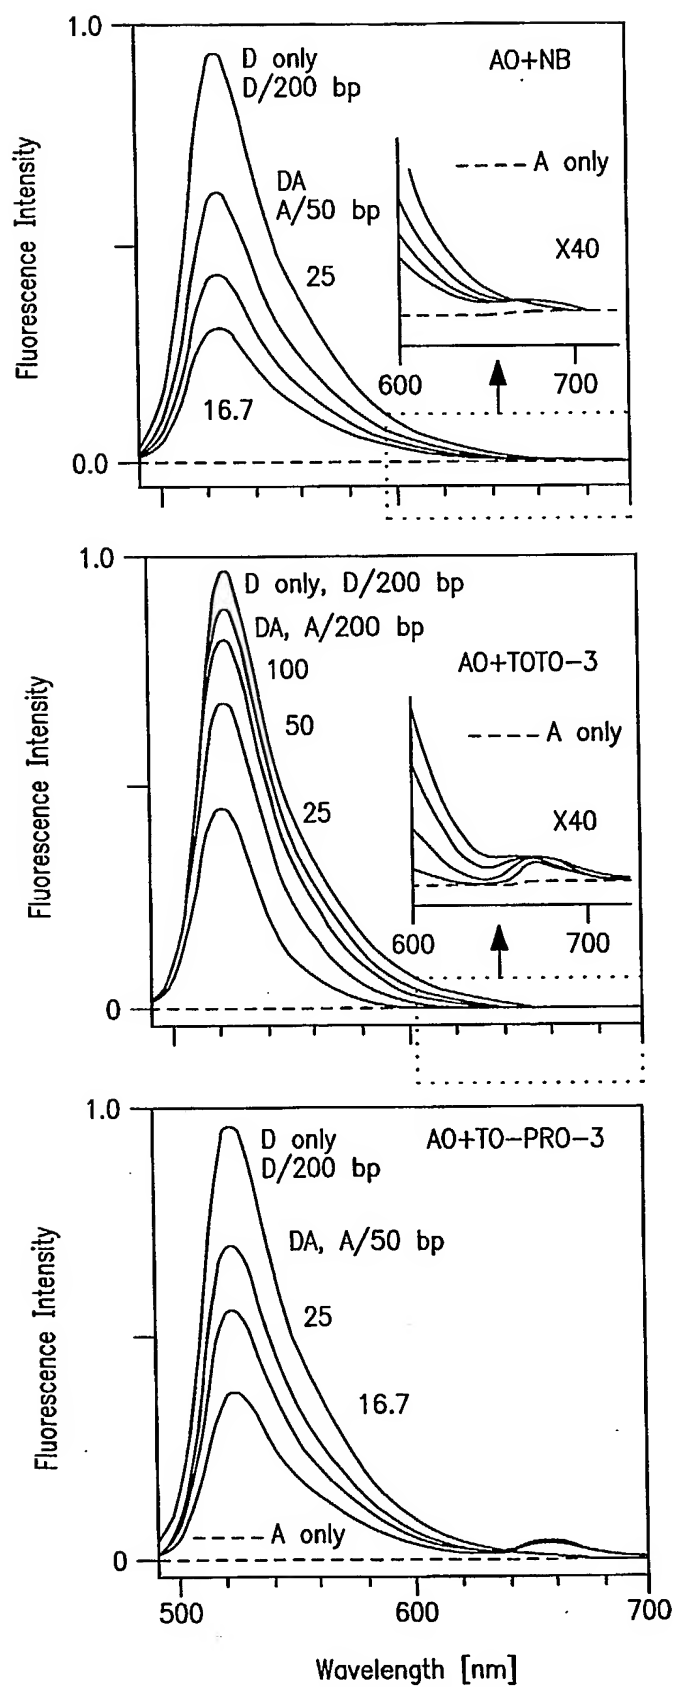 1.0
D only
D/200 bp
AO+NB
A only
DA
A/50 bp
X40
25
16.7
600
700
0.0
Fluorescence Intensity
1.0
D only, D/200 bp
DA, A/200 bp
100
AO+TOTO-3
50
A only
25
X40
600
700
0
Fluorescence Intensity
1.0
D only
D/200 bp
AO+TO-PRO-3
DA, A/50 bp
25
16.7
A only
0
Fluorescence Intensity
500
600
700
Wavelength [nm]